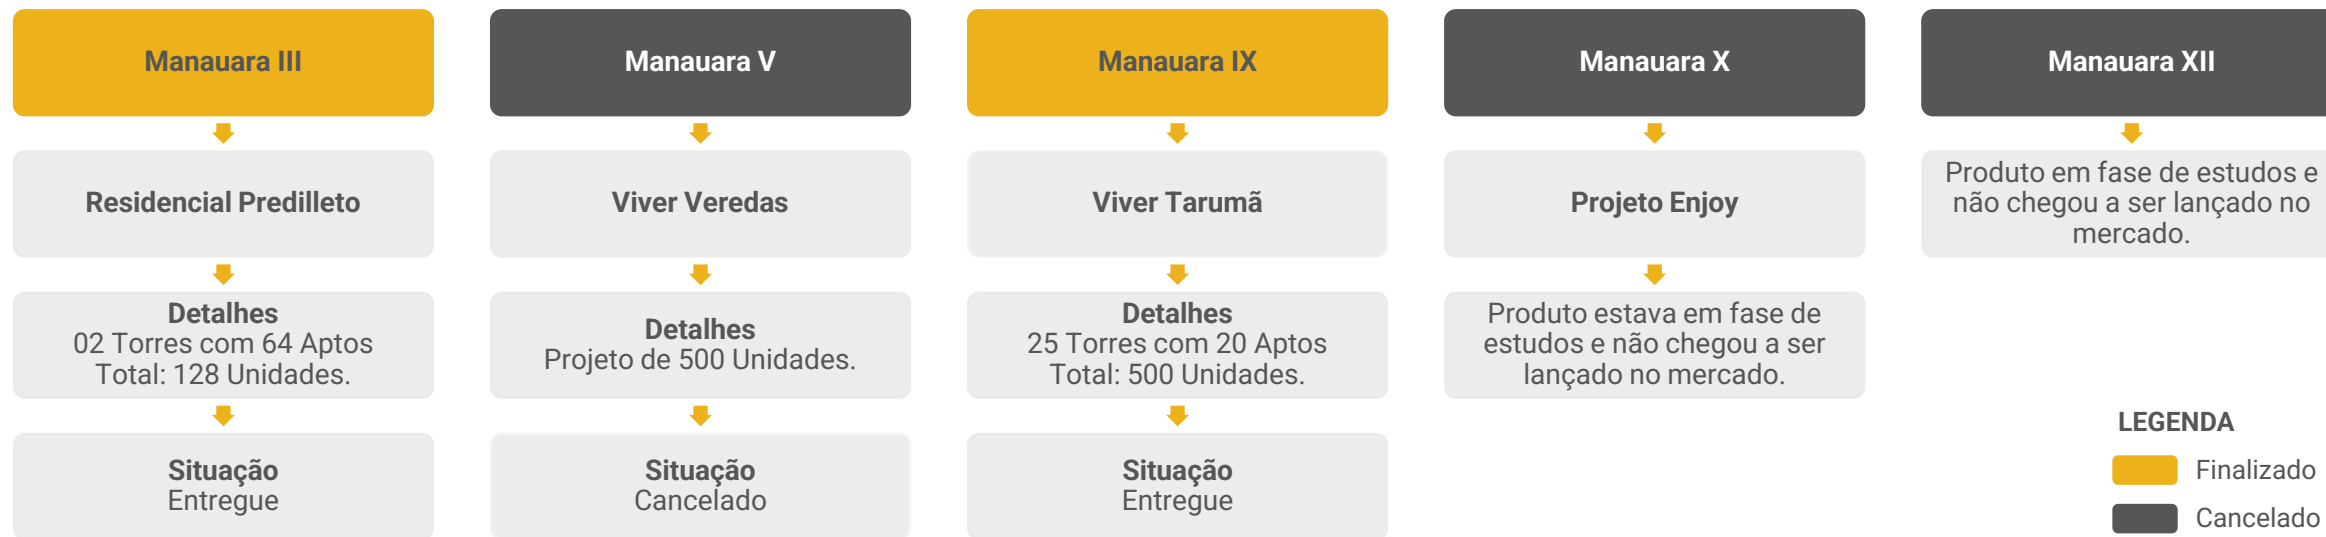 Manauara III
Residencial Predilleto
Detalhes
02 Torres com 64 Aptos
Total: 128 Unidades.
Situação
Entregue
Manauara V
Viver Veredas
Detalhes
Projeto de 500 Unidades.
Situação
Cancelado
Manauara IX
Viver Tarumã
Detalhes
25 Torres com 20 Aptos
Total: 500 Unidades.
Situação
Entregue
Manauara X
Projeto Enjoy
Produto estava em fase de
estudos e não chegou a ser
lançado no mercado.
Manauara XII
Produto em fase de estudos e
não chegou a ser lançado no
mercado.
LEGENDA
Finalizado
Cancelado